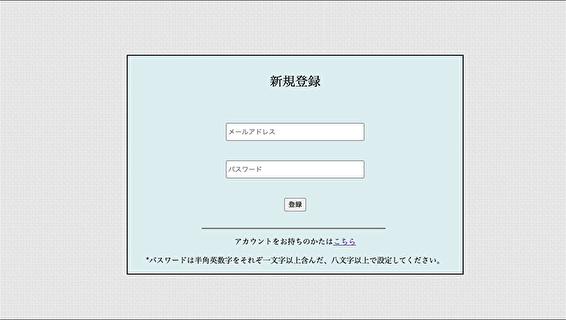 新規登録
メールアドレス
パスワード
登録
アカウントをお持ちのかたはこちら
*パスワードは半角英数字をそれぞ一文字以上含んだ、八文字以上で設定してください。